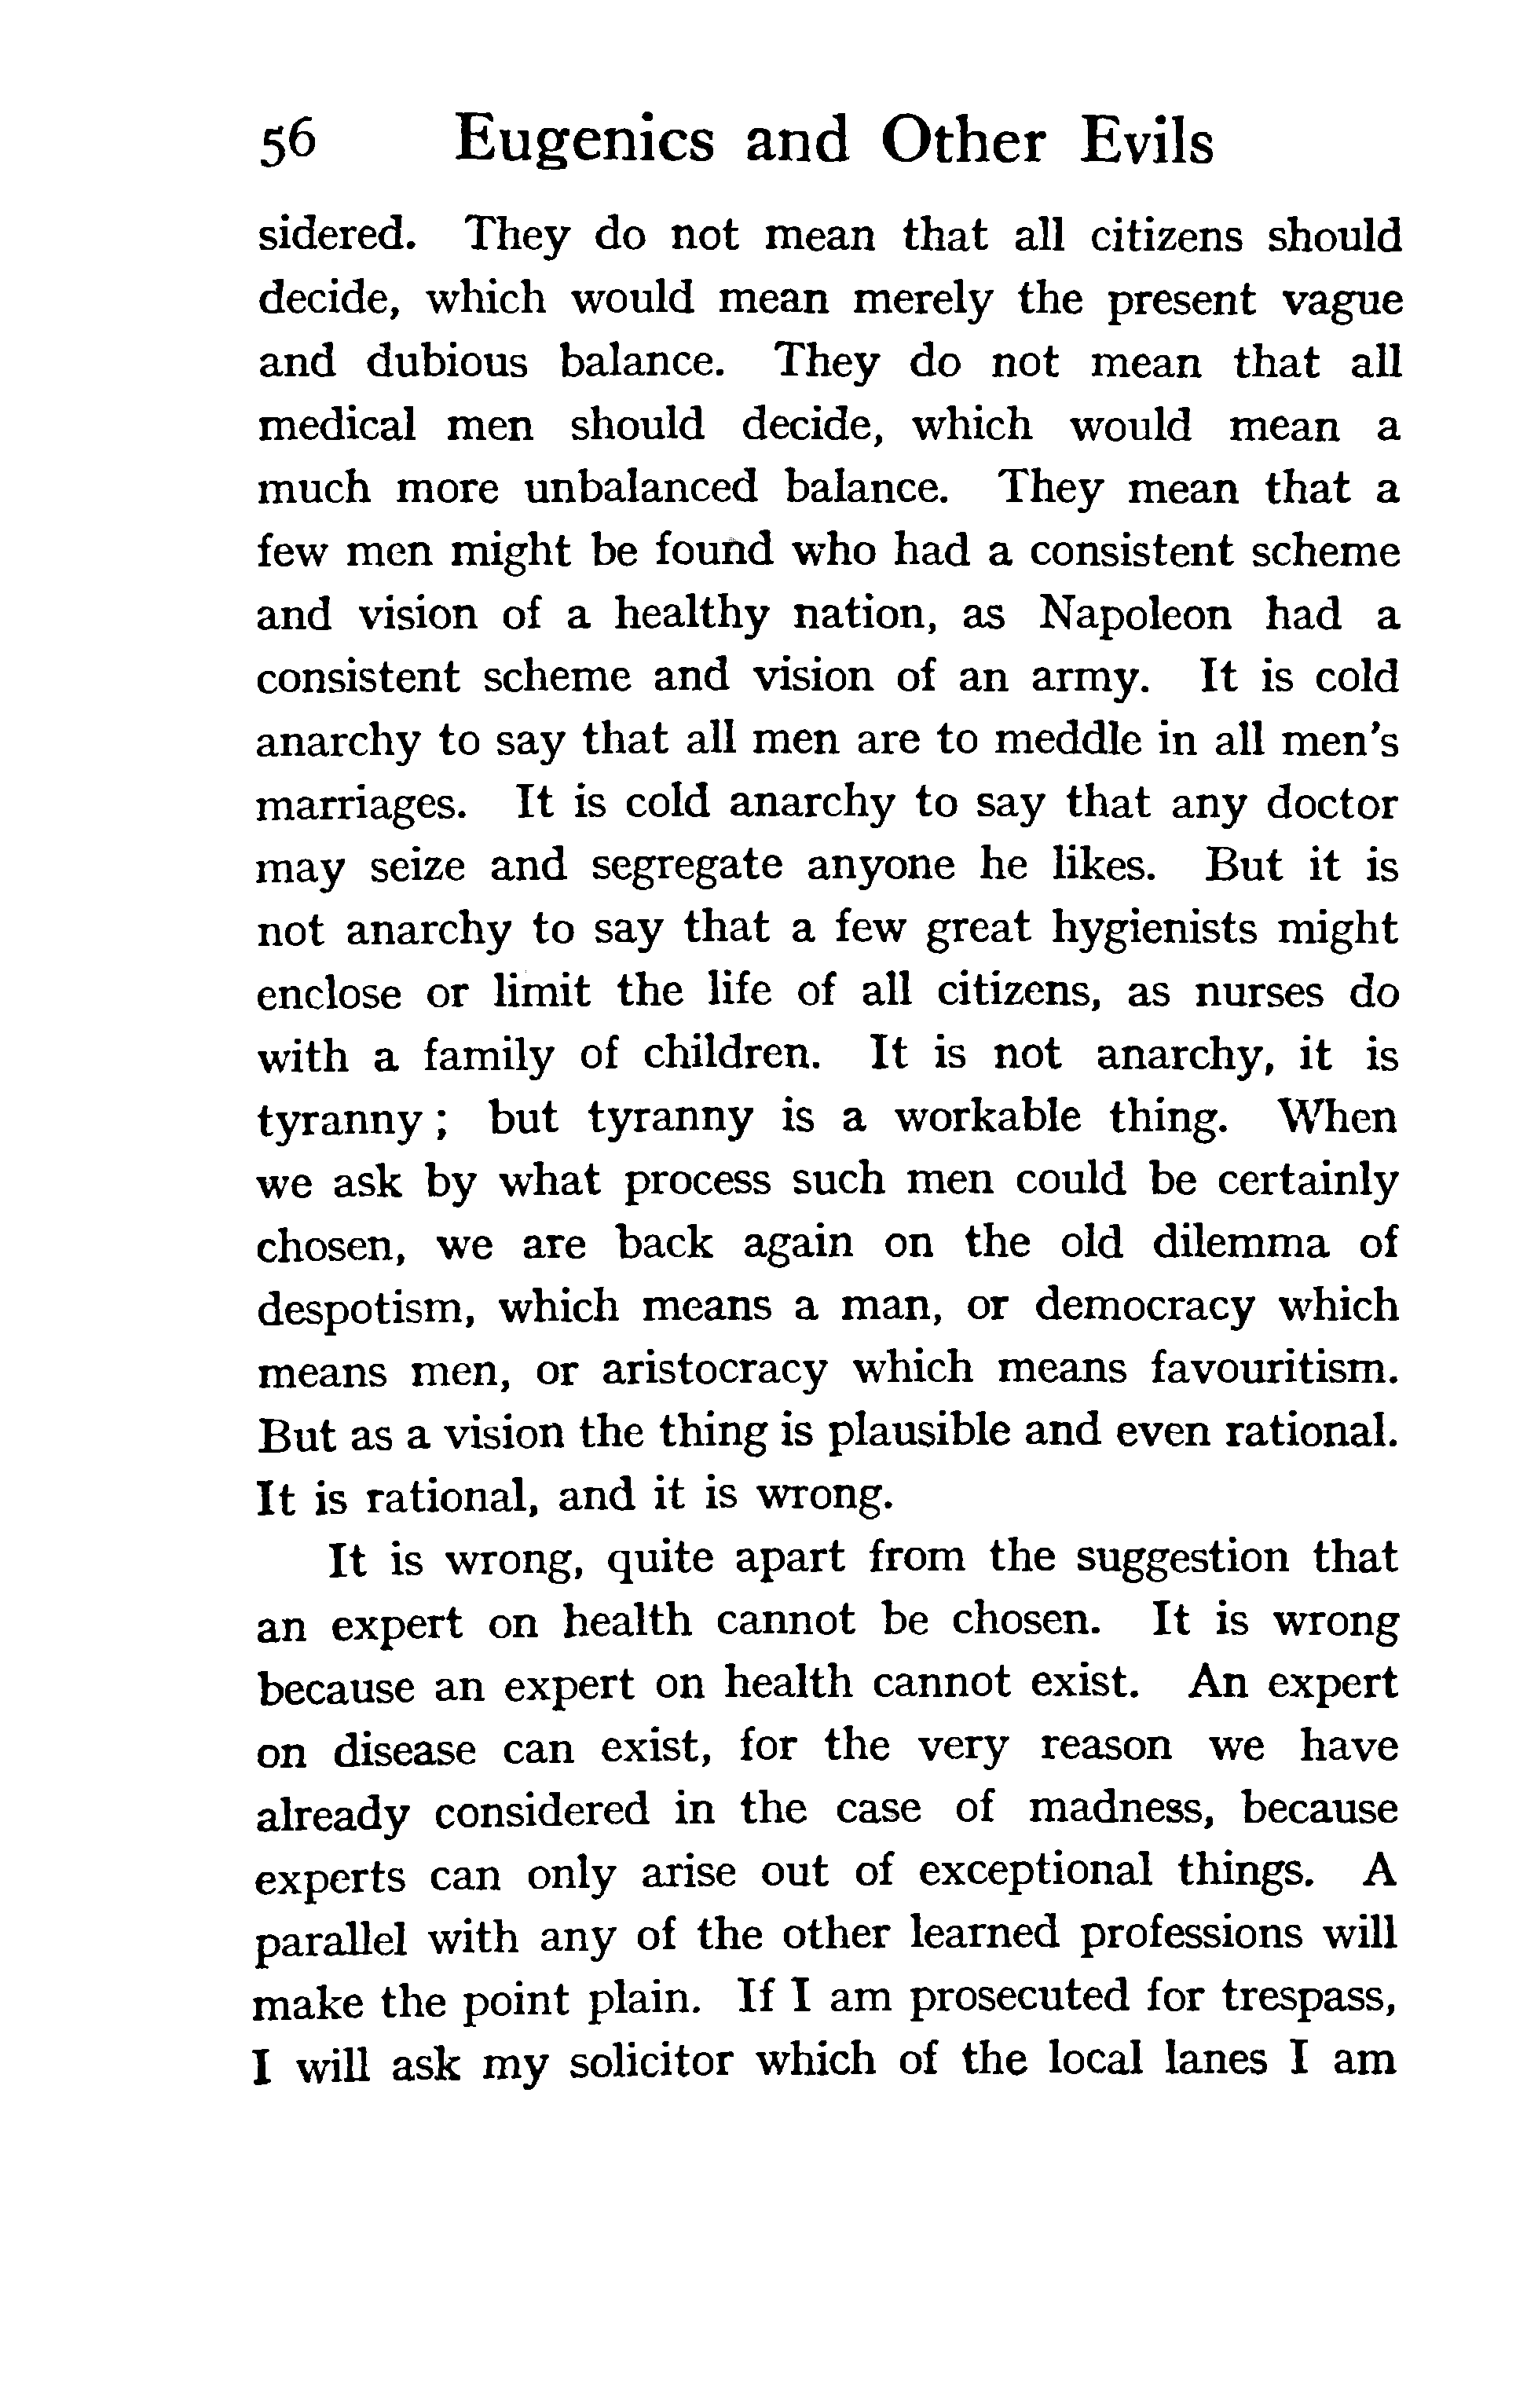 56 Eugenics and Other Evils
sidered. They do not mean that all citizens should
decide, which would mean merely the present vague
and dubious balance. They do not mean that all
medical men should decide, which would mean a
much more unbalanced balance. They mean that a
few men might be found who had a consistent scheme
and vision of a healthy nation, as Napoleon had a
consistent scheme and vision of an army. It is cold
anarchy to say that all men are to meddle in all men's
marriages. It is cold anarchy to say that any doctor
may seize and segregate anyone he likes. But it is
not anarchy to say that a few great hygienists might
enclose or limit the life of all citizens, as nurses do
with a family of children. It is not anarchy, it is
tyranny; but tyranny is a workable thing. When
we ask by what process such men could be certainly
chosen, we are back again on the old dilemma of
despotism, which means a man, or democracy which
means men, or aristocracy which means favouritism.
But as a vision the thing is plausible and even rational.
It is rational, and it is wrong.
It is wrong, quite apart from the suggestion that
an expert on health cannot be chosen. It is wrong
because an expert on health cannot exist. An expert
on disease can exist, for the very reason we have
already considered in the case of madness, because
experts can only arise out of exceptional things. A
parallel with any of the other learned professions will
make the point plain. If I am prosecuted for trespass,
I will ask my solicitor which of the local lanes I am